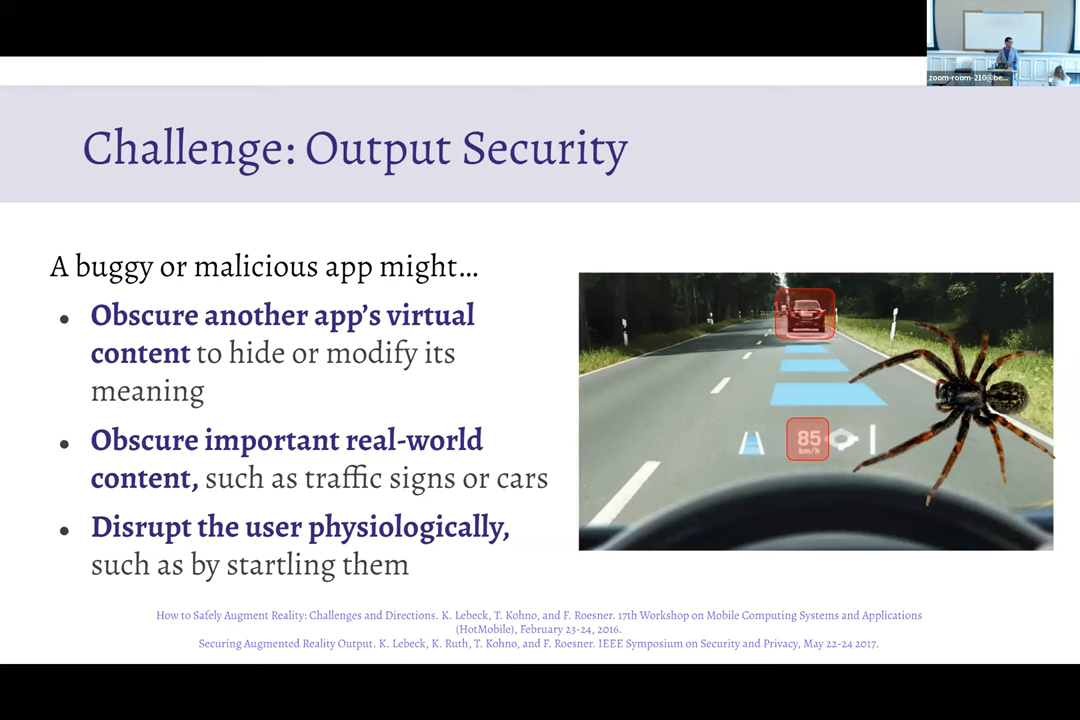 zoom-room-210@be...
Challenge: Output Security
A buggy or malicious app might...
• Obscure another app's virtual
content to hide or modify its
meaning
• Obscure important real-world
content, such as traffic signs or cars
• Disrupt the user physiologically,
such as by startling them
85
km/h
How to Safely Augment Reality: Challenges and Directions. K. Lebeck, T. Kohno, and F. Roesner. 17th Workshop on Mobile Computing Systems and Applications
(HotMobile), February 23-24, 2016.
Securing Augmented Reality Output. K. Lebeck, K. Ruth, T. Kohno, and F. Roesner. IEEE Symposium on Security and Privacy, May 22-24 2017.